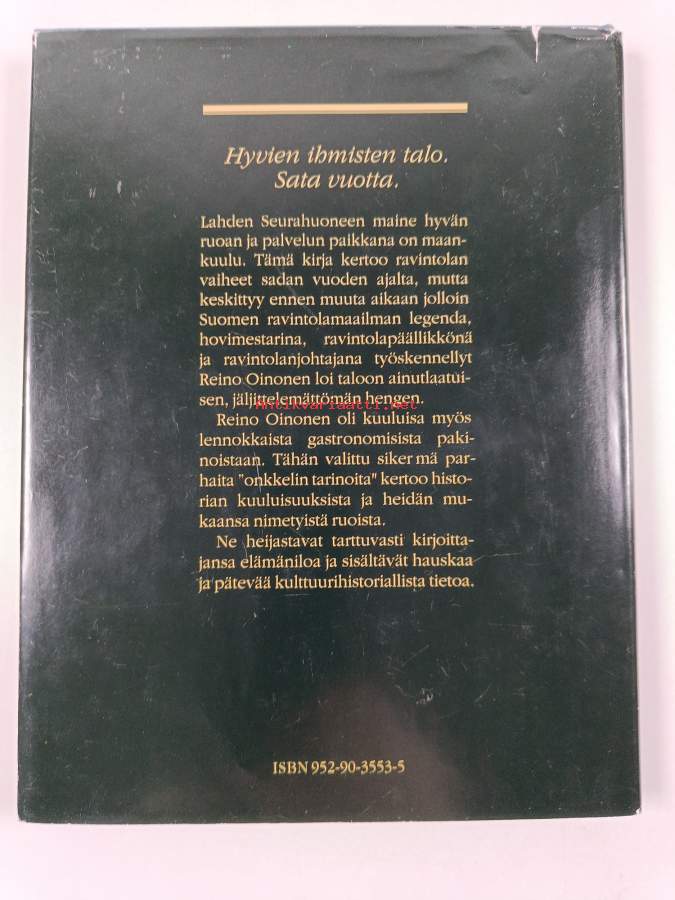 Hyvien ihmisten talo.
Sata vuotta.
Lahden Seurahuoneen maine hyvän
ruoan ja palvelun paikkana on maan-
kuulu. Tämä kirja kertoo ravintolan
vaiheet sadan vuoden ajalta, mutta
keskittyy ennen muuta aikaan jolloin
Suomen ravintolamaailman legenda,
hovimestarina, ravintolapäällikkönä
ja ravintolanjohtajana työskennellyt
Reino Oinonen loi taloon ainutlaatui-
sen, jäljittelemättömän hengen.
Antikvariaatti.net
Reino Oinonen oli kuuluisa myös
lennokkaista gastronomisista paki-
noistaan. Tähän valittu sikermä par-
haita "onkkelin tarinoita" kertoo histo-
rian kuuluisuuksista ja heidän mu-
kaansa nimetyistä ruoista.
Ne heijastavat tarttuvasti kirjoitta-
jansa elämäniloa ja sisältävät hauskaa
ja pätevää kulttuurihistoriallista tietoa.
ISBN 952-90-3553-5